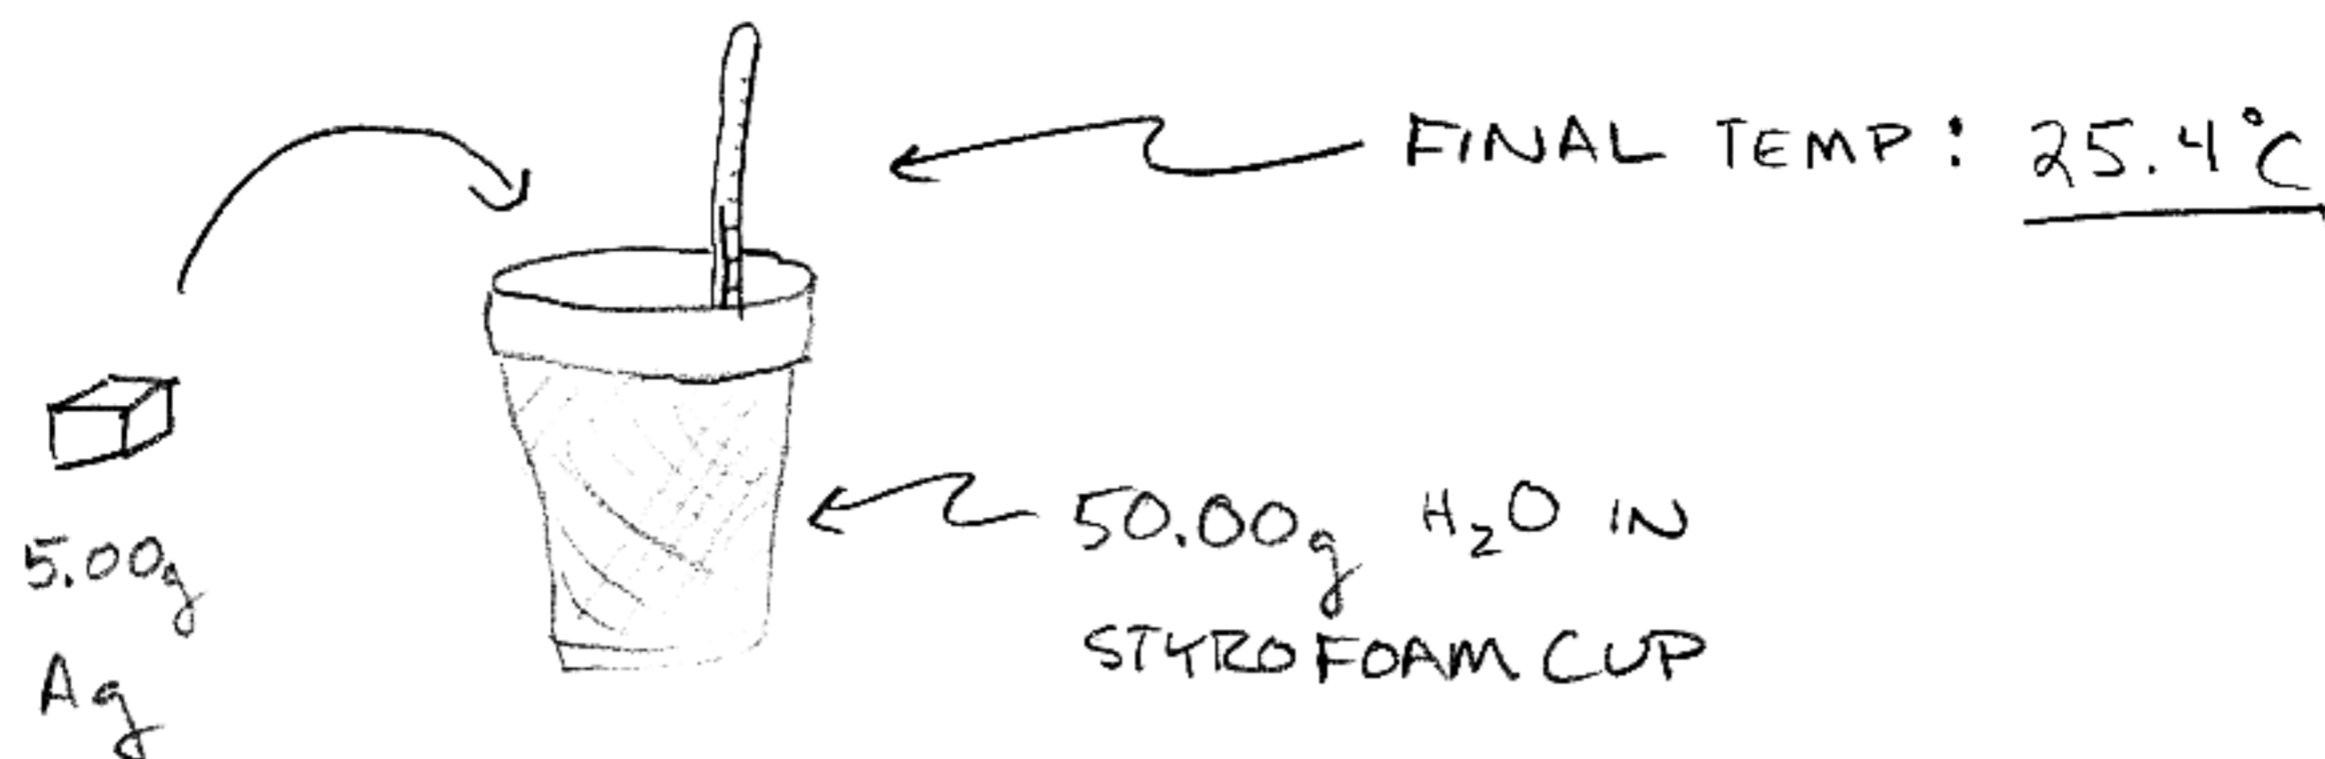 FINAL TEMP: 25.4°C
50.00g H₂O IN
STYROFOAM CUP
5.00g
Ag